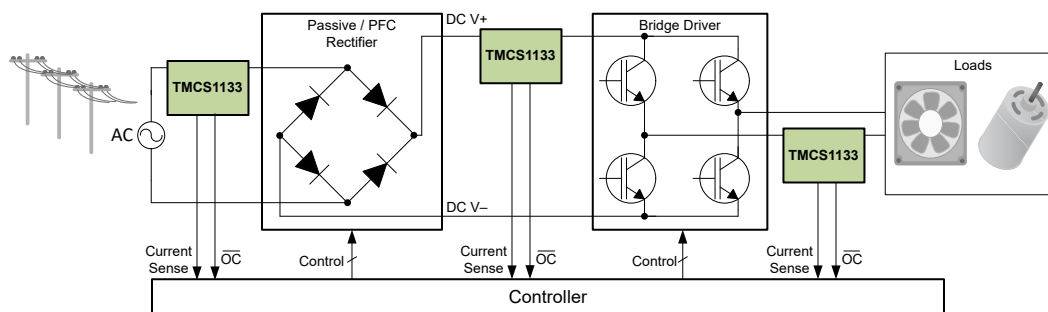 Passive / PFC
Rectifier
DC V+
Bridge Driver
Loads
TMCS1133
TMCS1133
AC
TMCS1133
DC V–
Current
Sense
OC
Control
Current
Sense
OC
Control
Current
Sense
OC
Controller